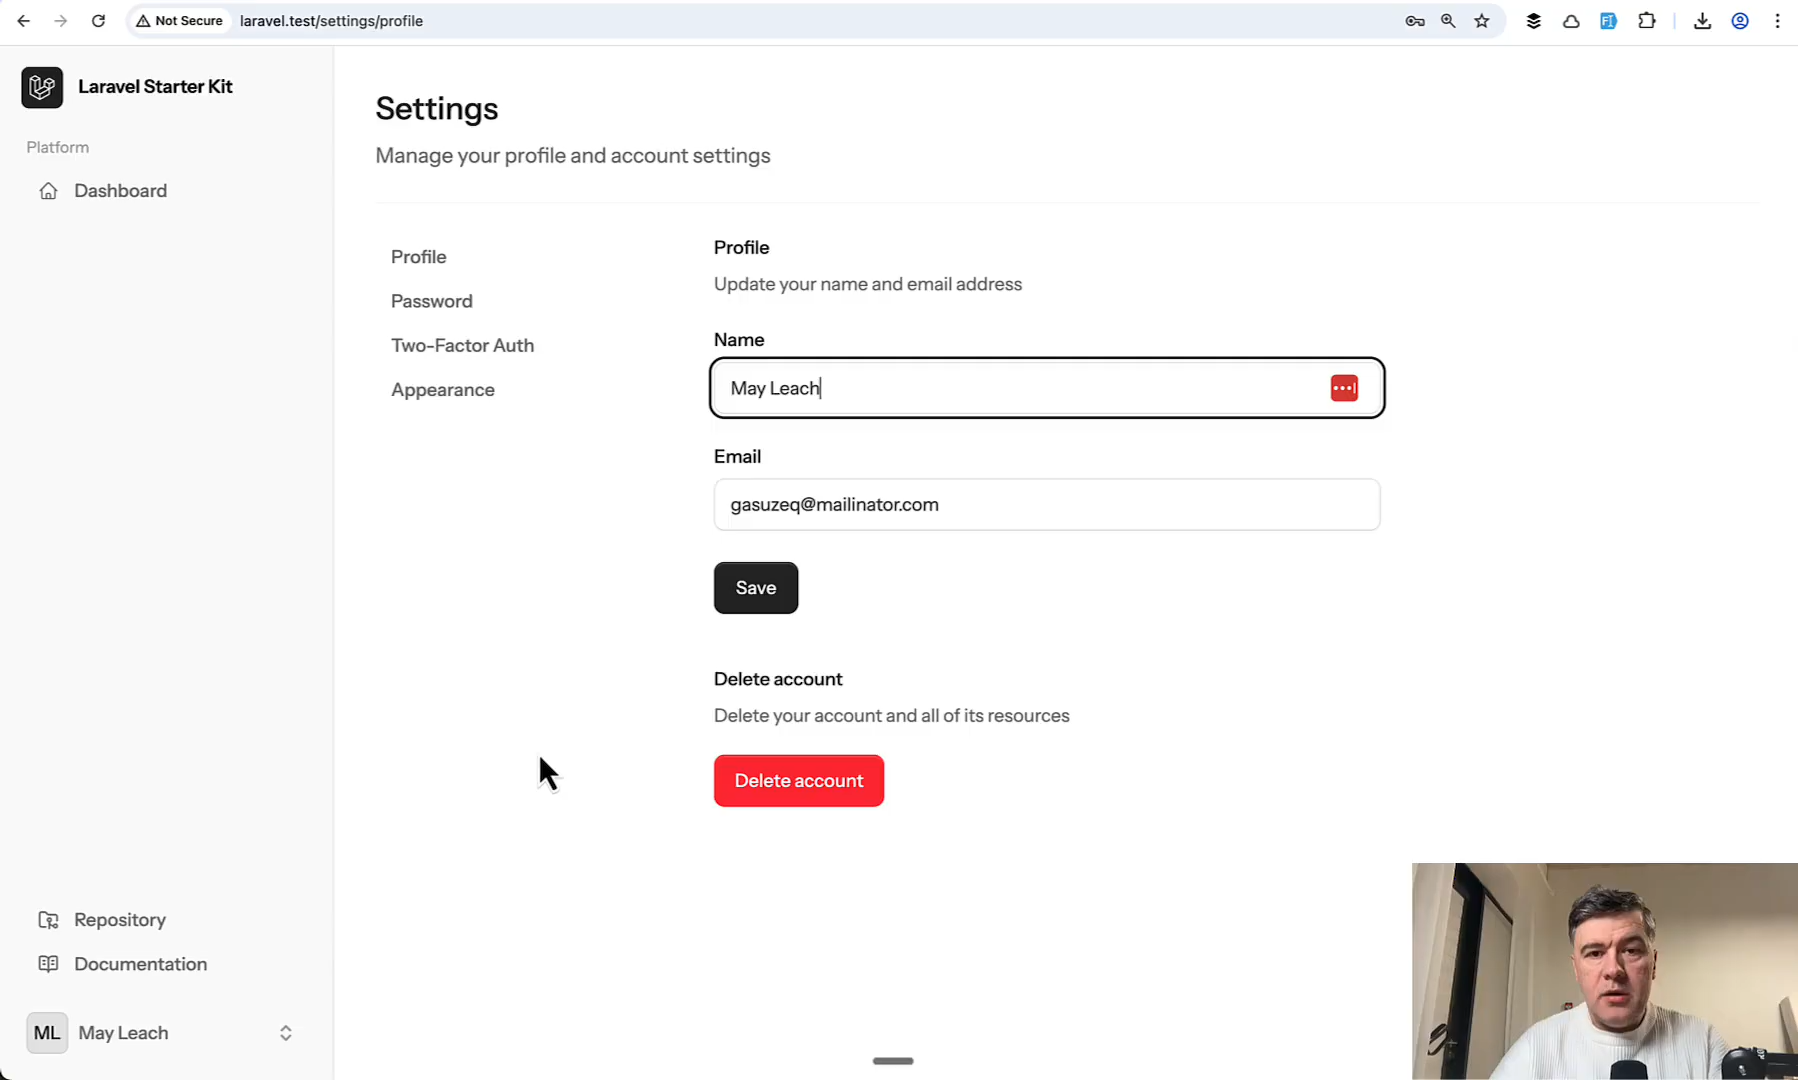 Not Secure
laravel.test/settings/profile
Laravel Starter Kit
Platform
Dashboard
Settings
Manage your profile and account settings
Profile
Password
Two-Factor Auth
Appearance
Profile
Update your name and email address
Name
May Leach
Email
gasuzeq@mailinator.com
Save
Delete account
Delete your account and all of its resources
Delete account
Repository
Documentation
ML
May Leach